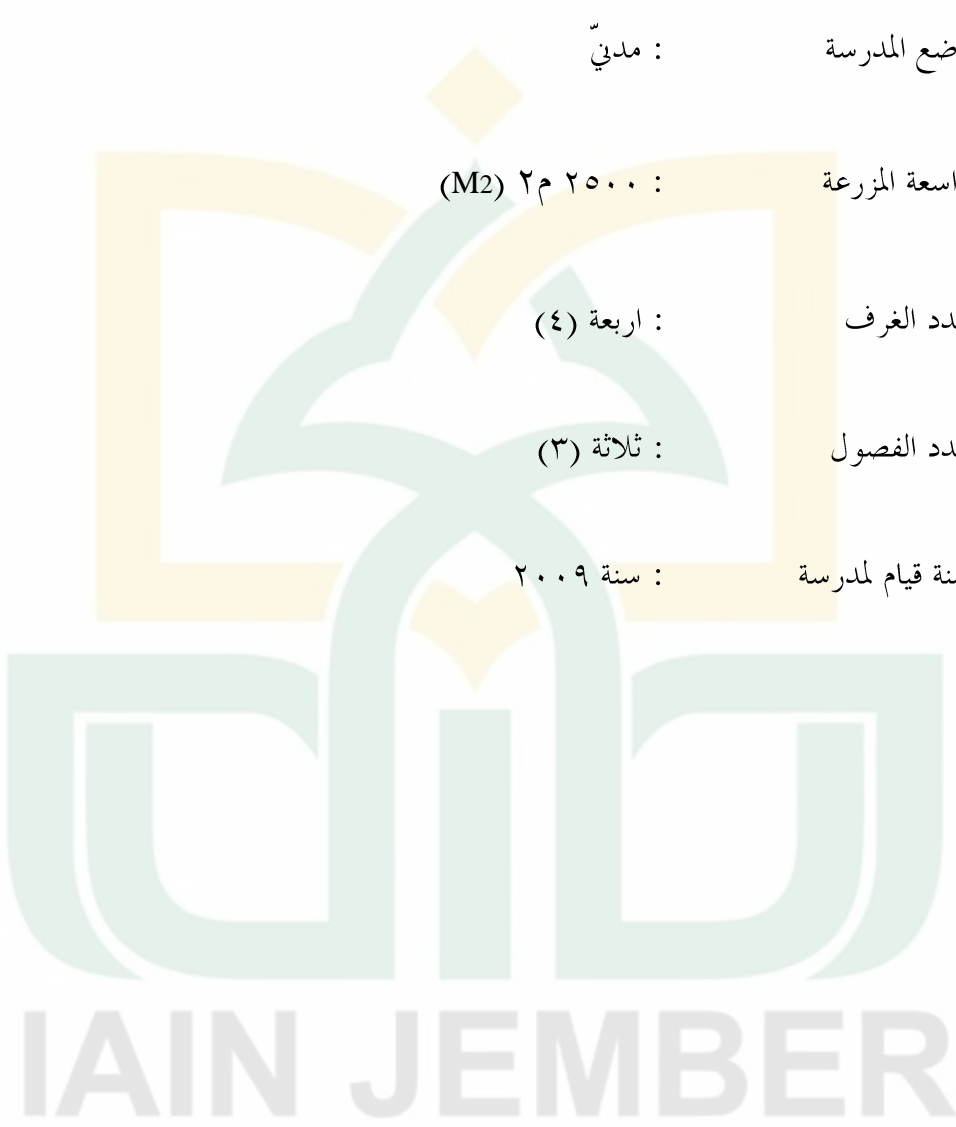 ضع المدرسة : مدنيّ
اسعة المزرعة : ٢٥٠٠ م٢ (M2)
دد الغرف : اربعة (٤)
دد الفصول : ثلاثة (٣)
نة قيام لمدرسة : سنة ٢٠٠٩
IAIN JEMBER